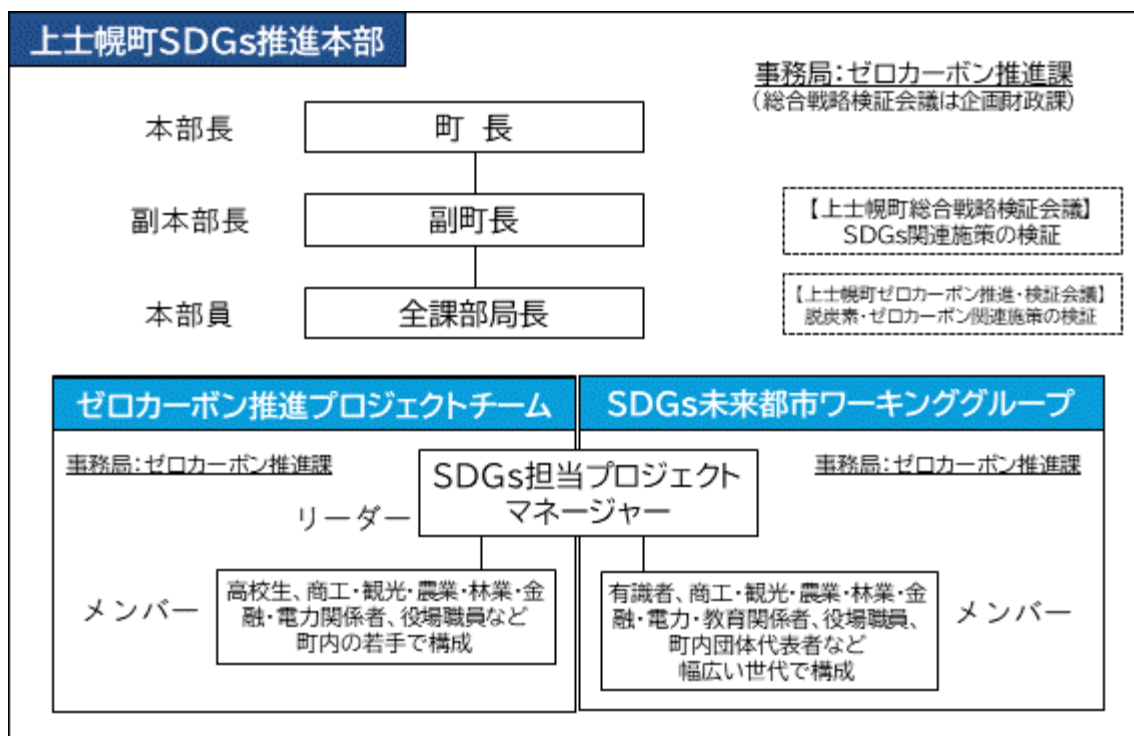 上士幌町SDGs推進本部
事務局:ゼロカーボン推進課
(総合戦略検証会議は企画財政課)
本部長
町 長
副本部長
副町長
本部員
全課部局長
【上士幌町総合戦略検証会議】
SDGs関連施策の検証
【上士幌町ゼロカーボン推進・検証会議】
脱炭素・ゼロカーボン関連施策の検証
ゼロカーボン推進プロジェクトチーム
SDGs未来都市ワーキンググループ
事務局:ゼロカーボン推進課
事務局:ゼロカーボン推進課
リーダー
SDGs担当プロジェクト
マネージャー
メンバー
高校生、商工・観光・農業・林業・金
融・電力関係者、役場職員など
町内の若手で構成
有識者、商工・観光・農業・林業・金
融・電力・教育関係者、役場職員、
町内団体代表者など
幅広い世代で構成
メンバー